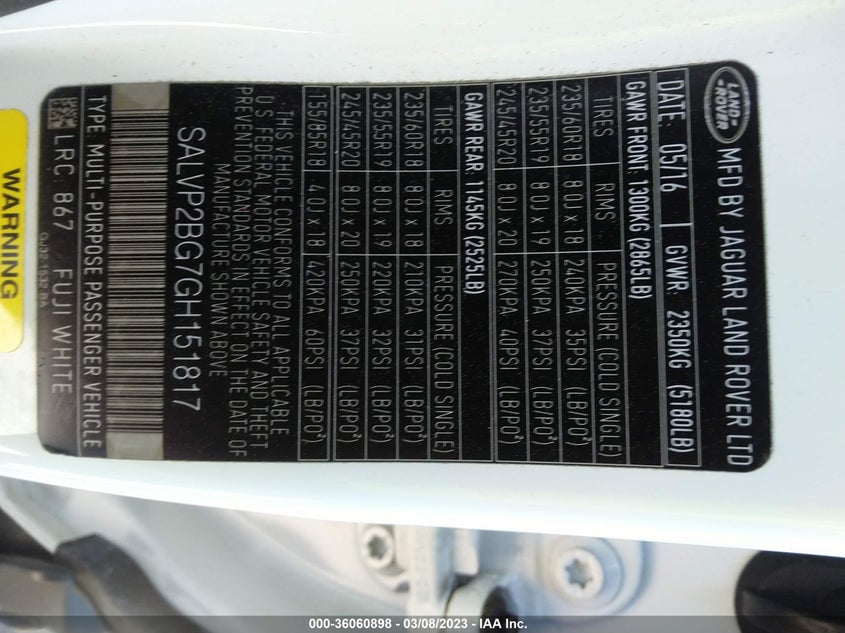 LAND-
-ROVER
MFD BY JAGUAR LAND ROVER LTD
DATE: 05/16 GVWR: 2350KG (5180LB)
GAWR FRONT: 1300KG (2865LB)
TIRES RIMS PRESSURE (COLD SINGLE)
235/60R18 8.0J x 18 240KPA 35PSI (LB/PO²)
235/55R19 8.0J x 19 250KPA 37PSI (LB/PO²)
245/45R20 8.0J x 20 270KPA 40PSI (LB/PO²)
GAWR REAR: 1145KG (2525LB)
TIRES RIMS PRESSURE (COLD SINGLE)
235/60R18 8.0J x 18 210KPA 31PSI (LB/PO²)
235/55R19 8.0J x 19 220KPA 32PSI (LB/PO²)
245/45R20 8.0J x 20 250KPA 37PSI (LB/PO²)
155/85R18 4.0J x 18 420KPA 60PSI (LB/PO²)
THIS VEHICLE CONFORMS TO ALL APPLICABLE
U.S. FEDERAL MOTOR VEHICLE SAFETY AND THEFT
PREVENTION STANDARDS IN EFFECT ON THE DATE OF
MANUFACTURE SHOWN ABOVE
SALVP2BG7GH151817
TYPE: MULTI-PURPOSE PASSENGER VEHICLE
LRC 867 FUJI WHITE
WARNING
000-36060898 - 03/08/2023 - IAA Inc.